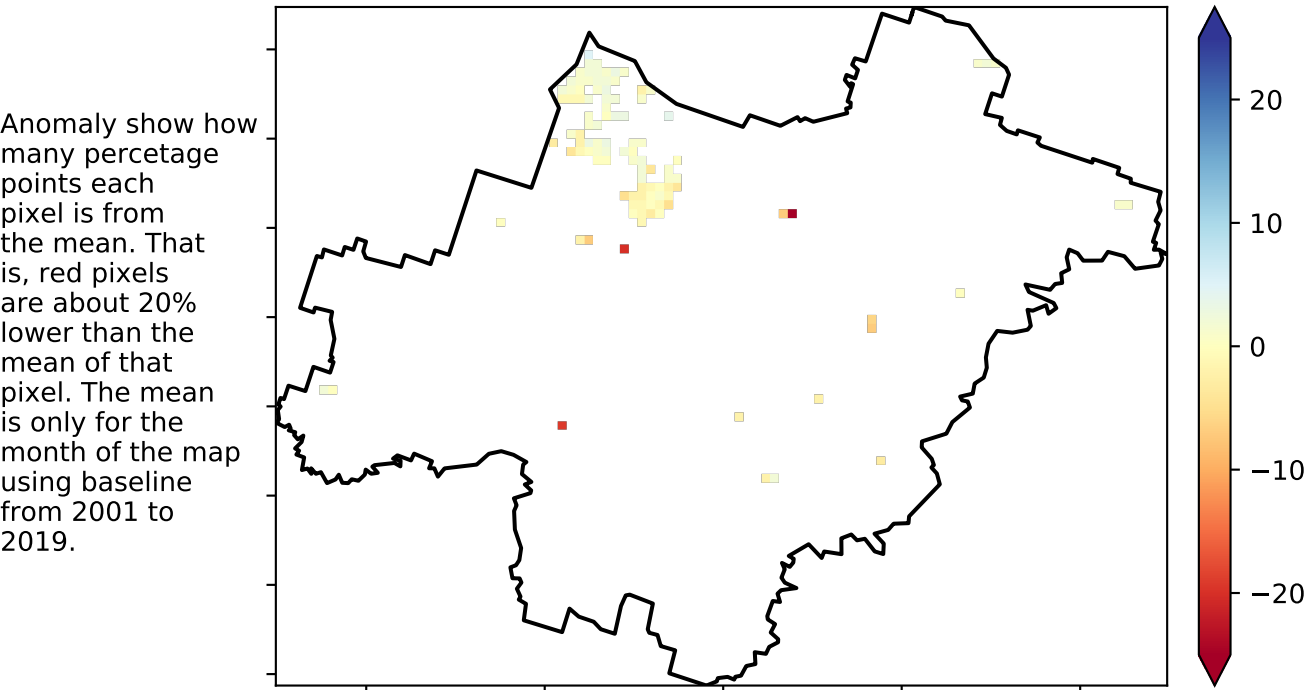 Anomaly show how
many percetage
points each
pixel is from
the mean. That
is, red pixels
are about 20%
lower than the
mean of that
pixel. The mean
is only for the
month of the map
using baseline
from 2001 to
2019.
20
10
0
−10
−20